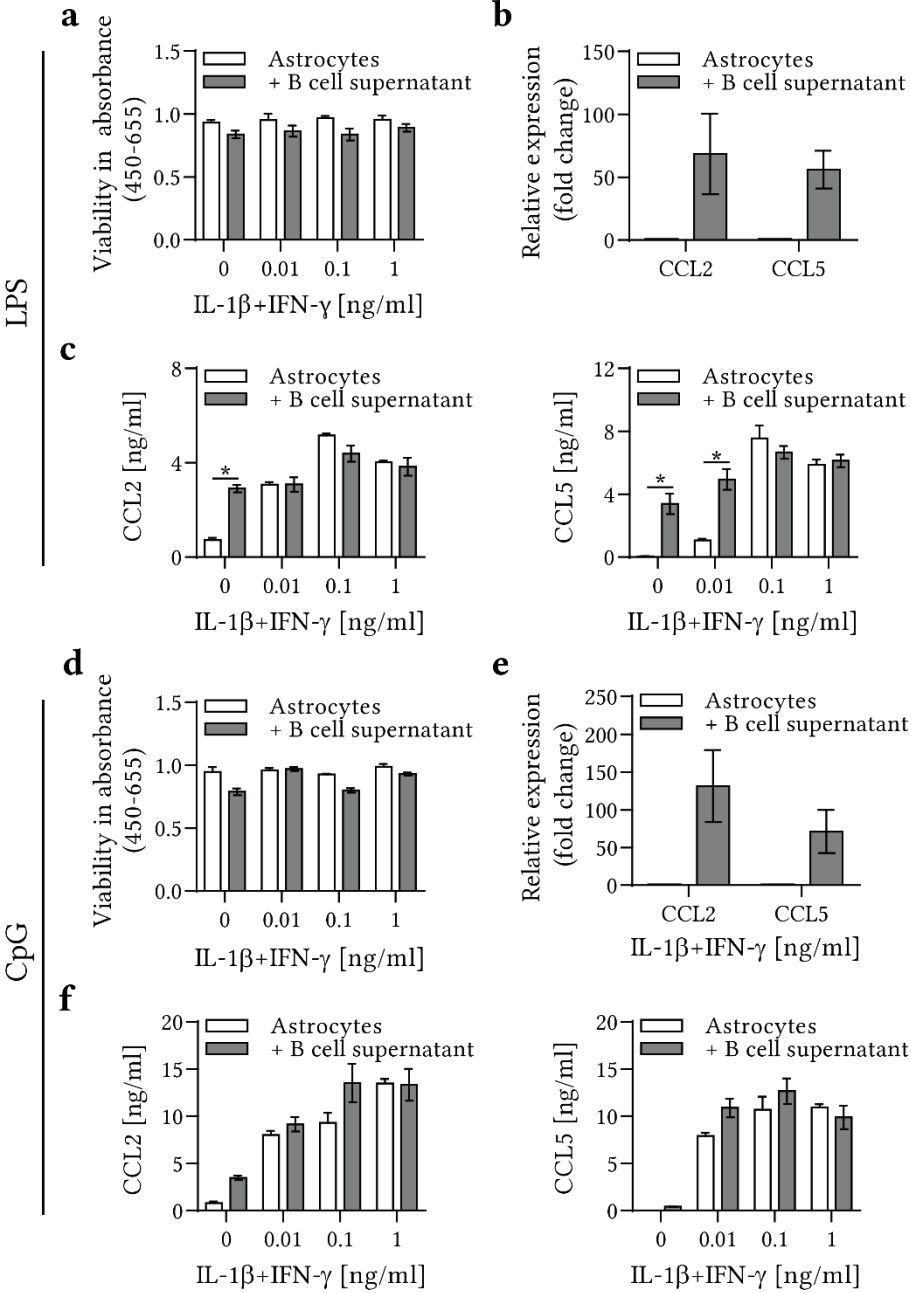 a
Viability in absorbance
(450-655)
1.5
1.0
0.5
0.0
Astrocytes
+ B cell supernatant
0 0.01 0.1 1
IL-1β+IFN-γ [ng/ml]
b
Relative expression
(fold change)
150
100
50
0
Astrocytes
+ B cell supernatant
CCL2 CCL5
LPS
c
CCL2 [ng/ml]
8
4
0
Astrocytes
+ B cell supernatant
*
0 0.01 0.1 1
IL-1β+IFN-γ [ng/ml]
CCL5 [ng/ml]
12
8
4
0
Astrocytes
+ B cell supernatant
* *
0 0.01 0.1 1
IL-1β+IFN-γ [ng/ml]
d
Viability in absorbance
(450-655)
1.5
1.0
0.5
0.0
Astrocytes
+ B cell supernatant
0 0.01 0.1 1
IL-1β+IFN-γ [ng/ml]
e
Relative expression
(fold change)
250
200
150
100
50
0
Astrocytes
+ B cell supernatant
CCL2 CCL5
IL-1β+IFN-γ [ng/ml]
CpG
f
CCL2 [ng/ml]
20
15
10
5
0
Astrocytes
+ B cell supernatant
0 0.01 0.1 1
IL-1β+IFN-γ [ng/ml]
CCL5 [ng/ml]
20
15
10
5
0
Astrocytes
+ B cell supernatant
0 0.01 0.1 1
IL-1β+IFN-γ [ng/ml]